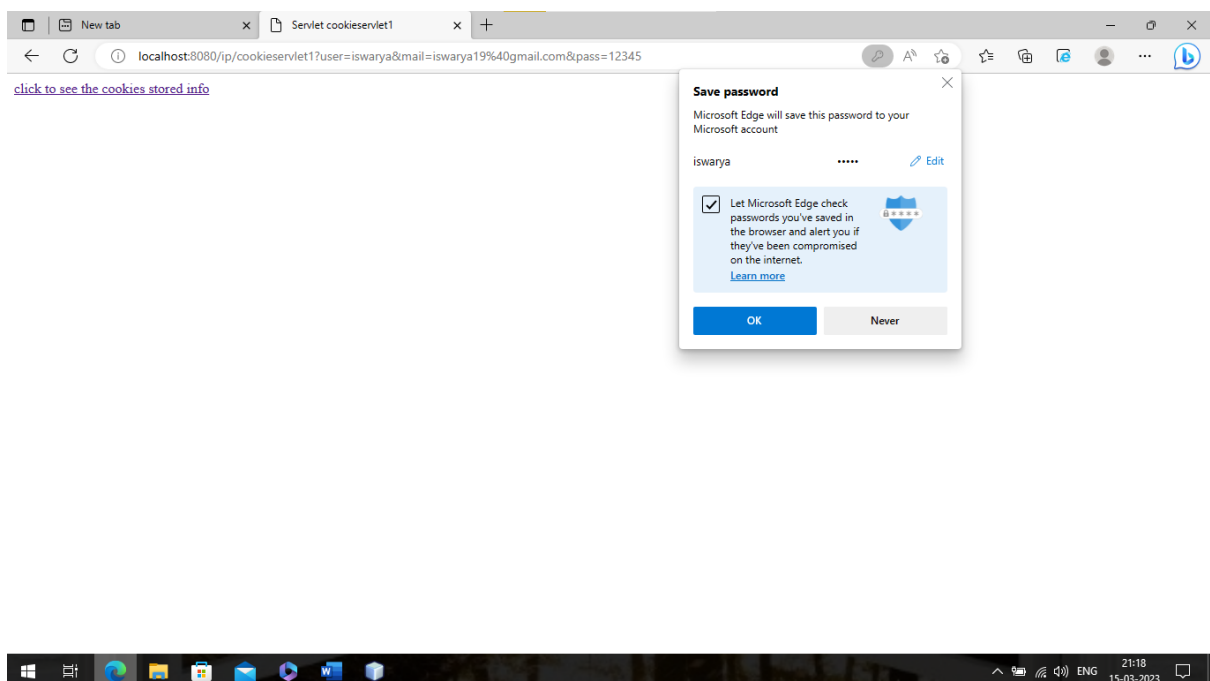 New tab
Servlet cookieservlet1
localhost:8080/ip/cookieservlet1?user=iswarya&mail=iswarya19%40gmail.com&pass=12345
click to see the cookies stored info
Save password
Microsoft Edge will save this password to your
Microsoft account
iswarya ••••• Edit
Let Microsoft Edge check
passwords you've saved in
the browser and alert you if
they've been compromised
on the internet.
Learn more
OK Never
ENG 21:18
15-03-2023